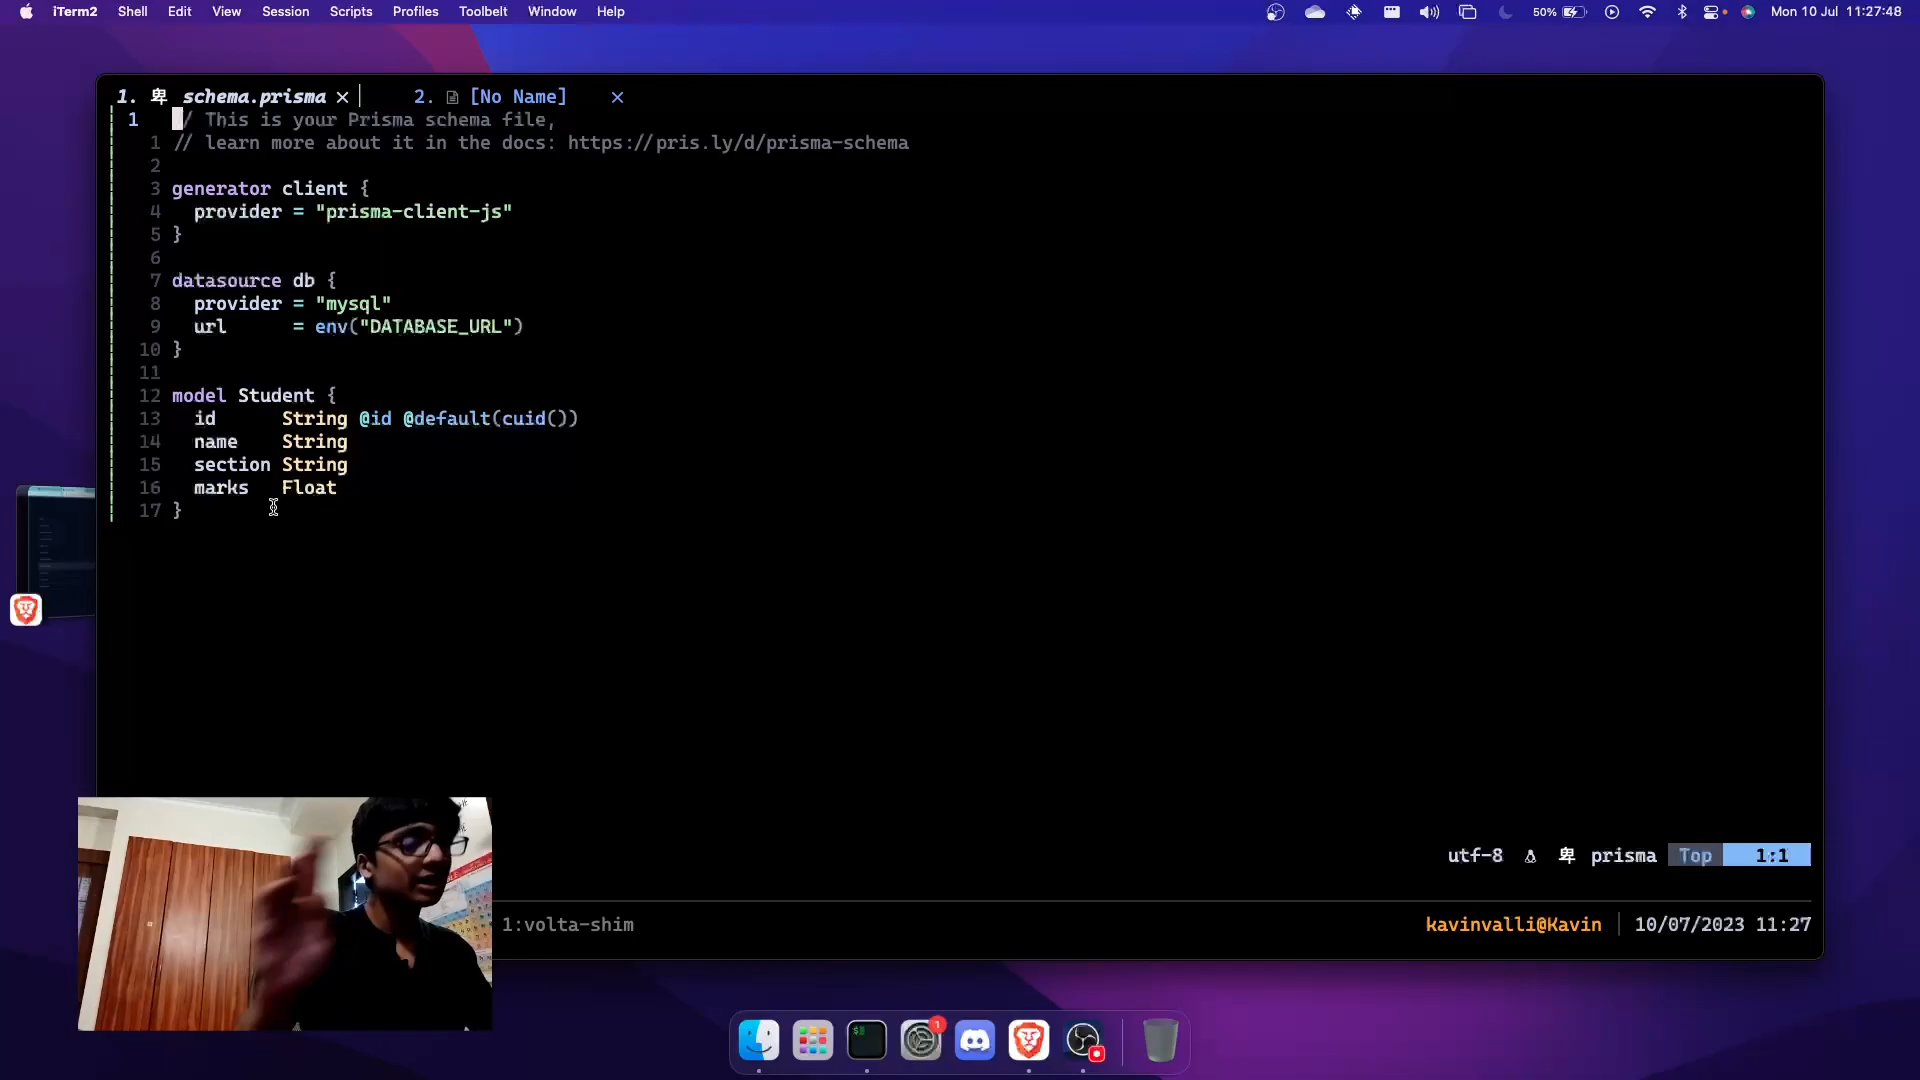 iTerm2 Shell Edit View Session Scripts Profiles Toolbelt Window Help 50% Mon 10 Jul 11:27:48
1. schema.prisma × 2. [No Name] ×
1 // This is your Prisma schema file,
1 // learn more about it in the docs: https://pris.ly/d/prisma-schema
2
3 generator client {
4 provider = "prisma-client-js"
5 }
6
7 datasource db {
8 provider = "mysql"
9 url = env("DATABASE_URL")
10 }
11
12 model Student {
13 id String @id @default(cuid())
14 name String
15 section String
16 marks Float
17 }
utf-8 prisma Top 1:1
1:volta-shim kavinvalli@Kavin 10/07/2023 11:27
1